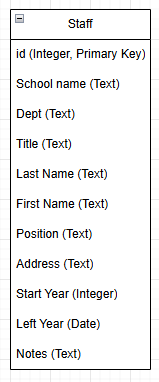 Staff
id (Integer, Primary Key)
School name (Text)
Dept (Text)
Title (Text)
Last Name (Text)
First Name (Text)
Position (Text)
Address (Text)
Start Year (Integer)
Left Year (Date)
Notes (Text)